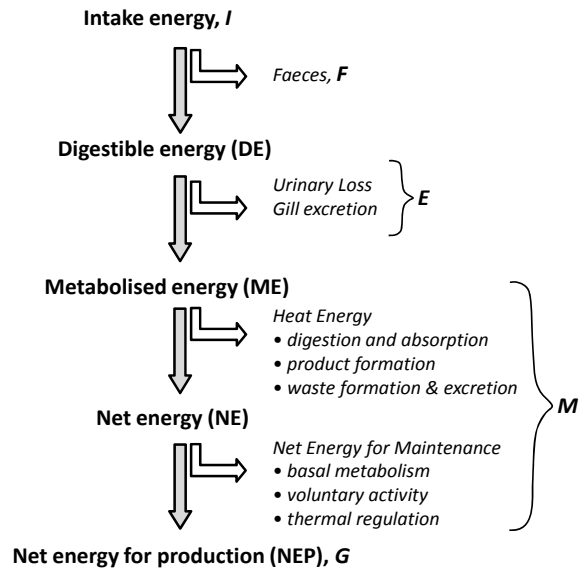 Intake energy, I
Faeces, F
Digestible energy (DE)
Urinary Loss
Gill excretion
E
Metabolised energy (ME)
Heat Energy
• digestion and absorption
• product formation
• waste formation & excretion
M
Net energy (NE)
Net Energy for Maintenance
• basal metabolism
• voluntary activity
• thermal regulation
Net energy for production (NEP), G